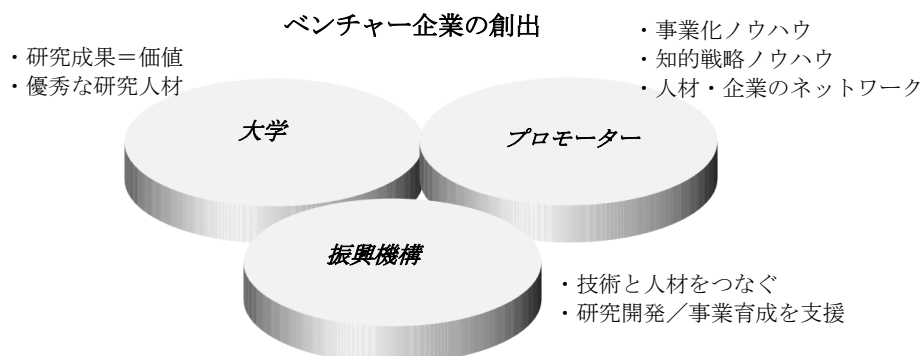 ベンチャー企業の創出
・研究成果＝価値
・優秀な研究人材
・事業化ノウハウ
・知的戦略ノウハウ
・人材・企業のネットワーク
大学
プロモーター
振興機構
・技術と人材をつなぐ
・研究開発／事業育成を支援